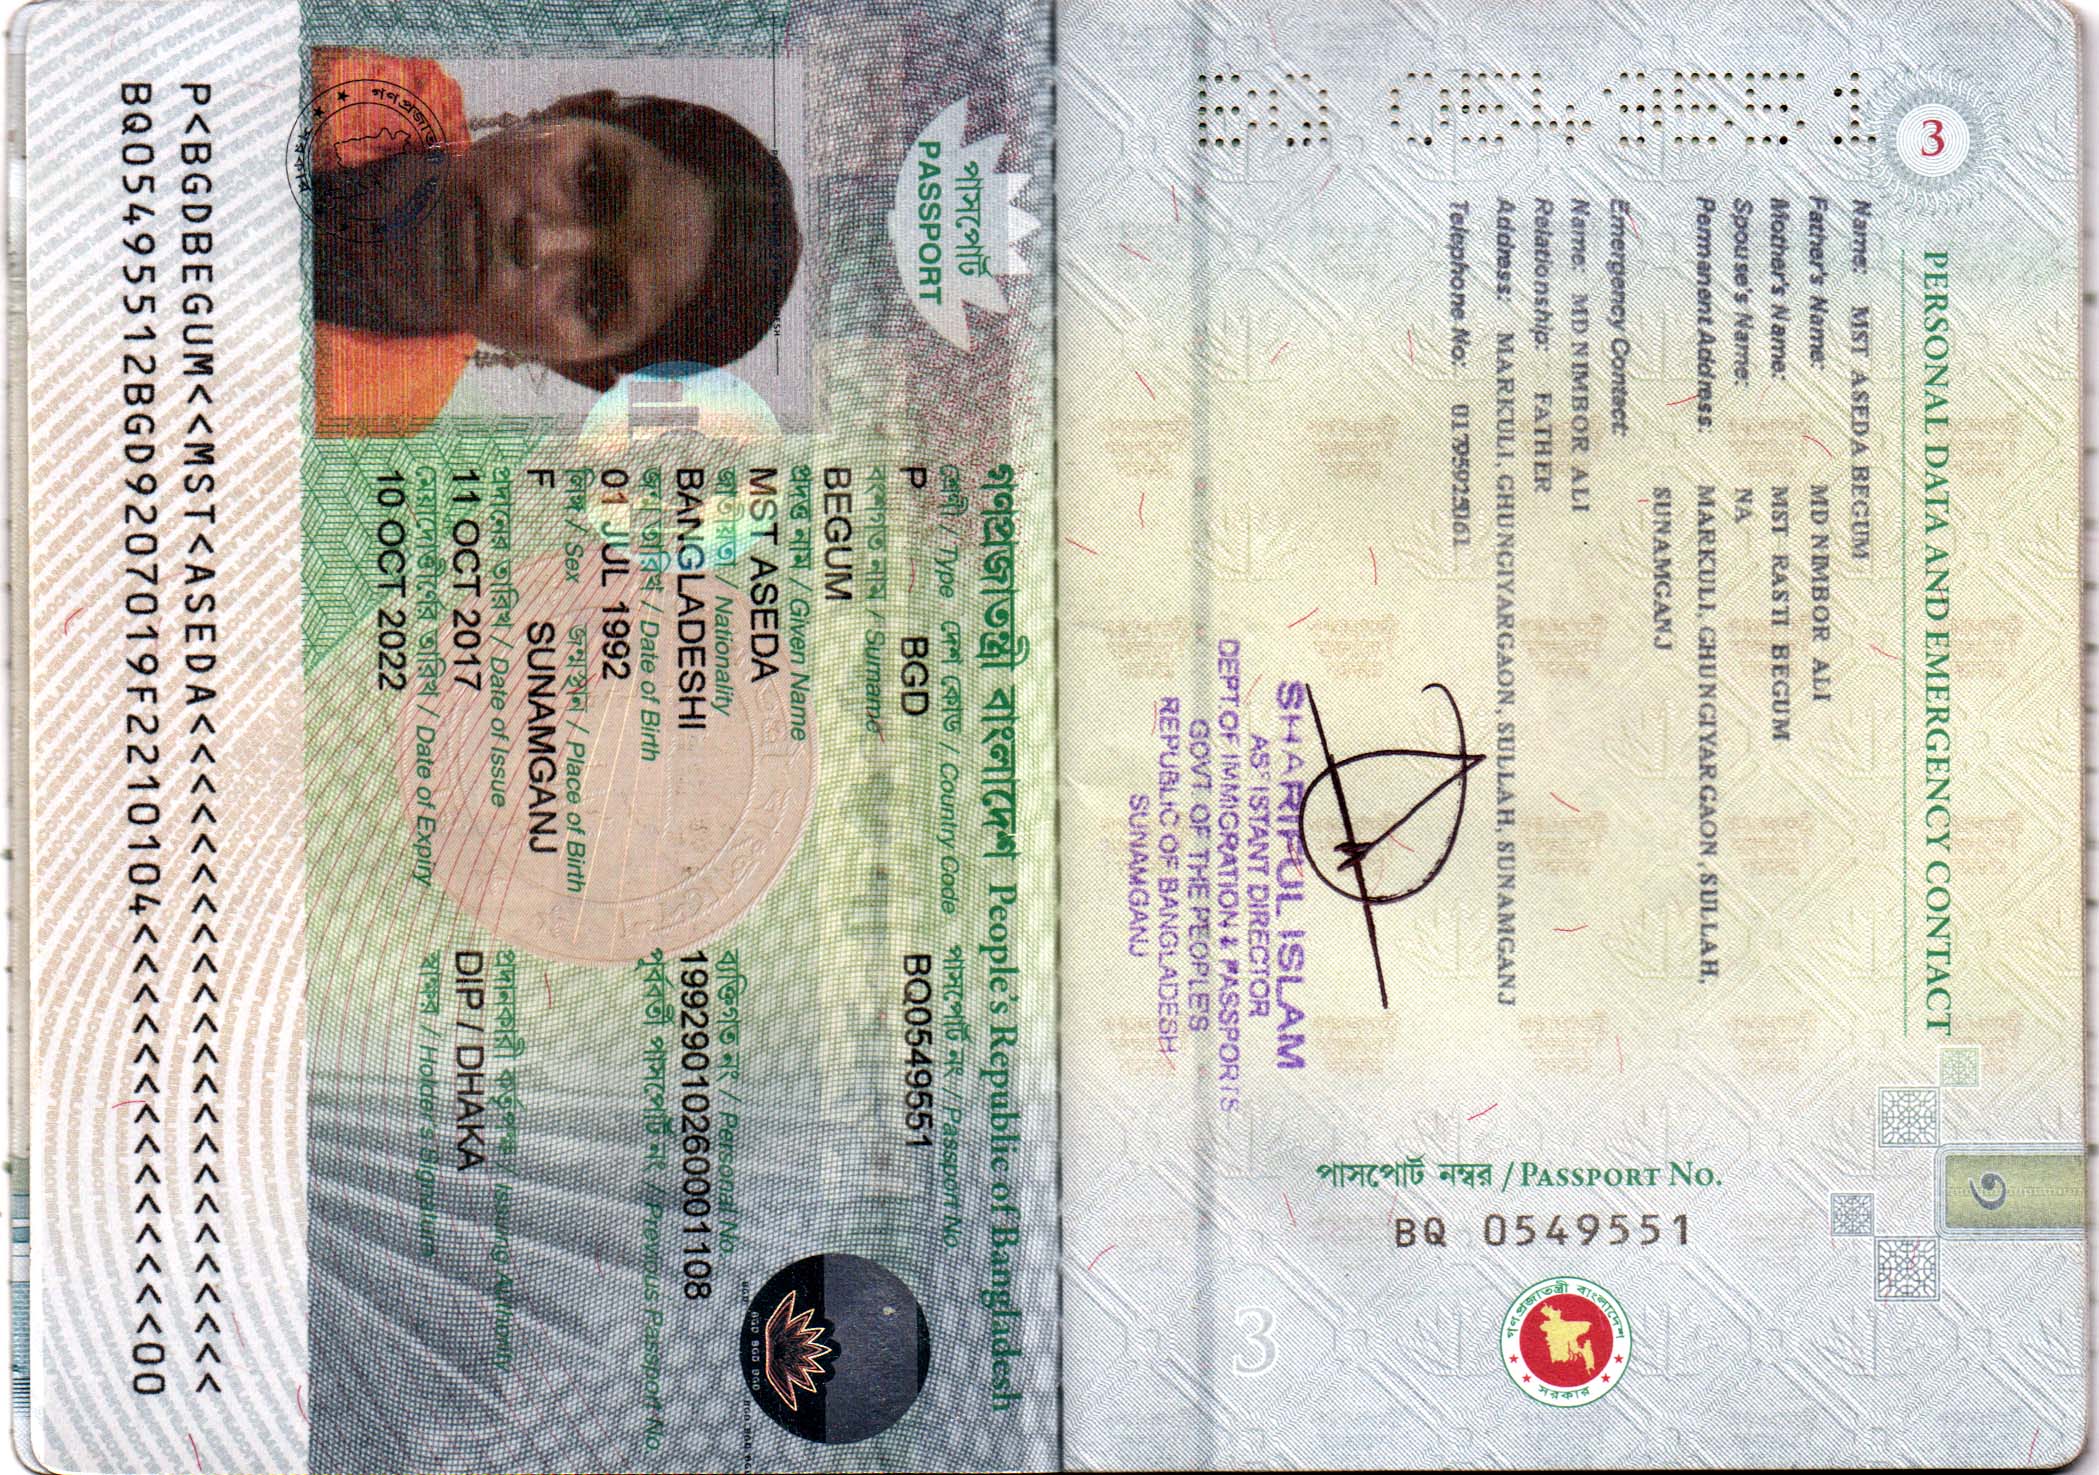 3
PERSONAL DATA AND EMERGENCY CONTACT
Name: MST ASEDA BEGUM
Father's Name: MD NIMBOR ALI
Mother's Name: MST RASTI BEGUM
Spouse's Name: NA
Permanent Address: MARKULI, GHUNGIYARGAON, SULLAH,
SUNAMGANJ
Emergency Contact:
Name: MD NIMBOR ALI
Relationship: FATHER
Address: MARKULI, GHUNGIYARGAON, SULLAH, SUNAMGANJ
Telephone No:
SHARIFUL ISLAM
ASSISTANT DIRECTOR
DEPT OF IMMIGRATION & PASSPORTS
GOVT. OF THE PEOPLE'S
REPUBLIC OF BANGLADESH
SUNAMGANJ
BQ 0549551
পাসপোর্ট নম্বর / PASSPORT NO.
BQ 0549551
গণপ্রজাতন্ত্রী বাংলাদেশ
সরকার
৩
3
গণপ্রজাতন্ত্রী বাংলাদেশ People's Republic of Bangladesh
পাসপোর্ট
PASSPORT
শ্রেণী / Type দেশ কোড / Country Code পাসপোর্ট নং / Passport No.
P BGD BQ0549551
বংশগত নাম / Surname
BEGUM
প্রদত্ত নাম / Given Name
MST ASEDA
জাতীয়তা / Nationality ব্যক্তিগত নং / Personal No.
BANGLADESHI 19929010260001108
জন্ম তারিখ / Date of Birth পূর্ববর্তী পাসপোর্ট নং / Previous Passport No.
01 JUL 1992
লিঙ্গ / Sex জন্মস্থান / Place of Birth
F SUNAMGANJ
প্রদানের তারিখ / Date of Issue প্রদানকারী কর্তৃপক্ষ / Issuing Authority
11 OCT 2017 DIP / DHAKA
মেয়াদোত্তীর্ণের তারিখ / Date of Expiry স্বাক্ষর / Holder's Signature
10 OCT 2022
P<BGDBEGUM<<MST<ASEDA<<<<<<<<<<<<<<<<<<<<<<<
BQ05495512BGD9207019F2210104<<<<<<<<<<<<<<00